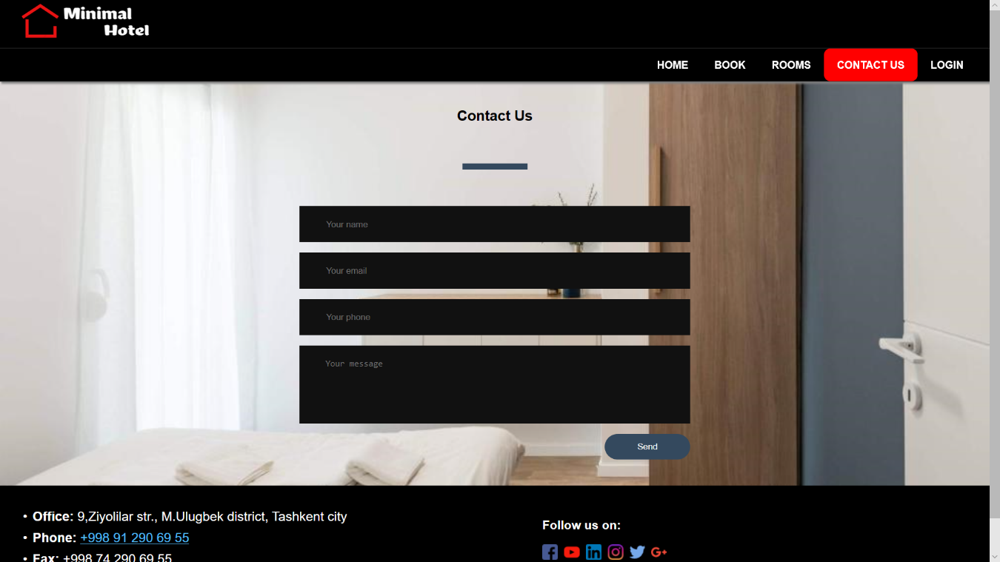 Minimal
Hotel
HOME BOOK ROOMS CONTACT US LOGIN
Contact Us
Your name
Your email
Your phone
Your message
Send
• Office: 9,Ziyolilar str., M.Ulugbek district, Tashkent city
• Phone: +998 91 290 69 55
• Fax: +998 74 290 69 55
Follow us on:
G+